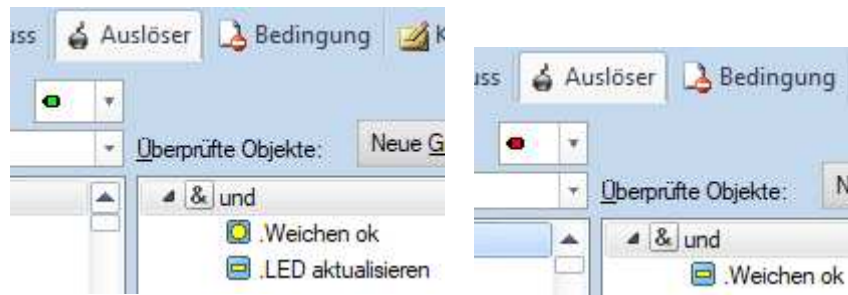 uss Auslöser Bedingung K
Überprüfte Objekte: Neue G
& und
.Weichen ok
.LED aktualisieren
uss Auslöser Bedingung
Überprüfte Objekte: N
& und
.Weichen ok